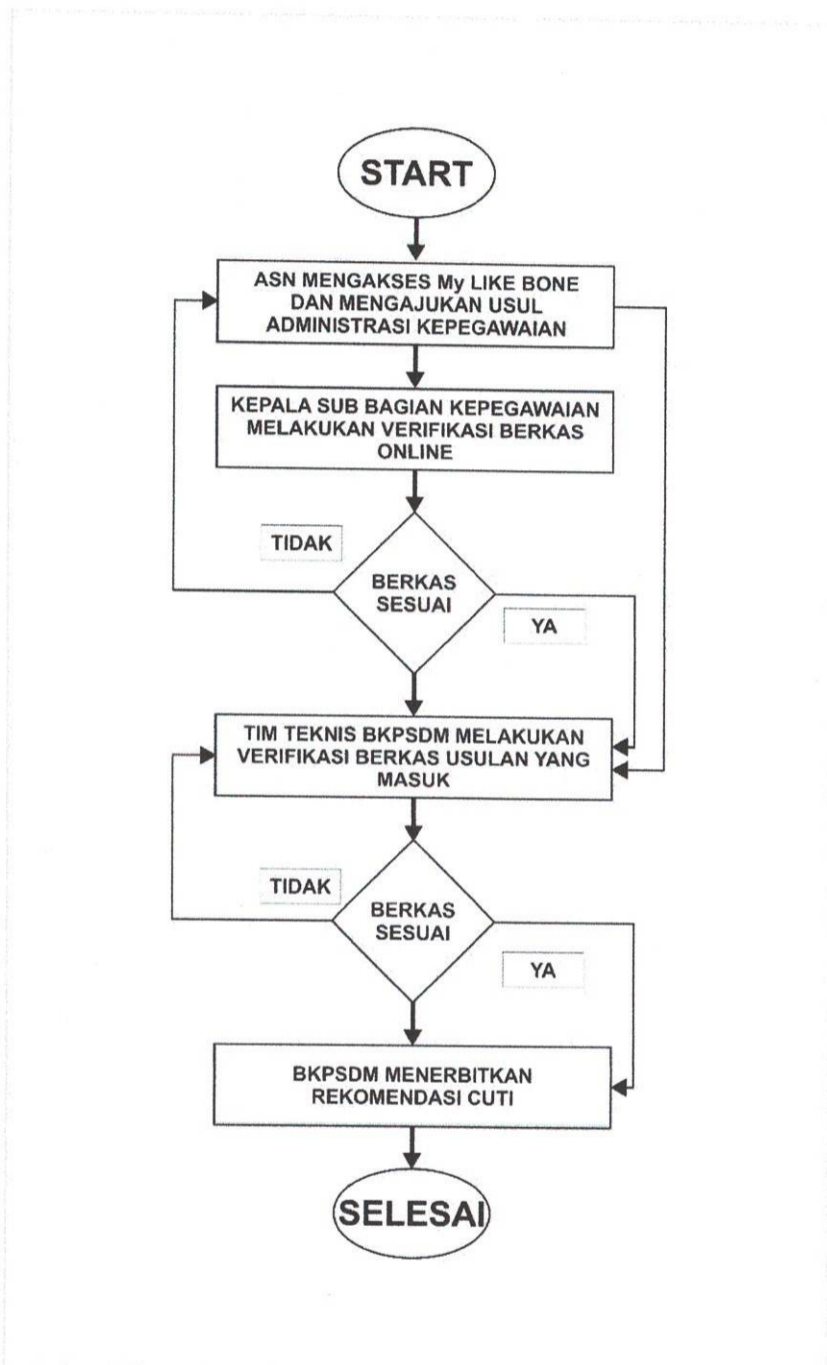 START
ASN MENGAKSES My LIKE BONE
DAN MENGAJUKAN USUL
ADMINISTRASI KEPEGAWAIAN
KEPALA SUB BAGIAN KEPEGAWAIAN
MELAKUKAN VERIFIKASI BERKAS
ONLINE
TIDAK
BERKAS
SESUAI
YA
TIM TEKNIS BKPSDM MELAKUKAN
VERIFIKASI BERKAS USULAN YANG
MASUK
TIDAK
BERKAS
SESUAI
YA
BKPSDM MENERBITKAN
REKOMENDASI CUTI
SELESAI